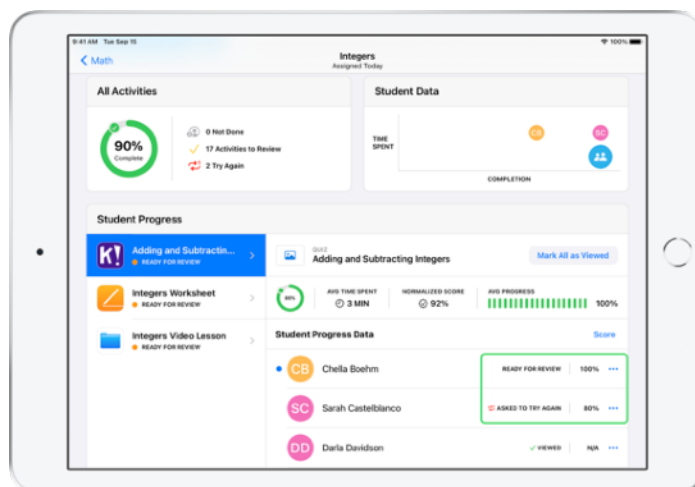 9:41 AM Tue Sep 15
100%
Math
Integers
Assigned Today
All Activities
90%
Complete
0 Not Done
17 Activities to Review
2 Try Again
Student Data
TIME
SPENT
CB
SC
COMPLETION
Student Progress
K!
Adding and Subtractin...
READY FOR REVIEW
Integers Worksheet
READY FOR REVIEW
Integers Video Lesson
READY FOR REVIEW
QUIZ
Adding and Subtracting Integers
Mark All as Viewed
AVG TIME SPENT
3 MIN
NORMALIZED SCORE
92%
AVG PROGRESS
100%
Student Progress Data
Score
CB
Chella Boehm
READY FOR REVIEW
100%
SC
Sarah Castelblanco
ASKED TO TRY AGAIN
80%
DD
Darla Davidson
VIEWED
N/A